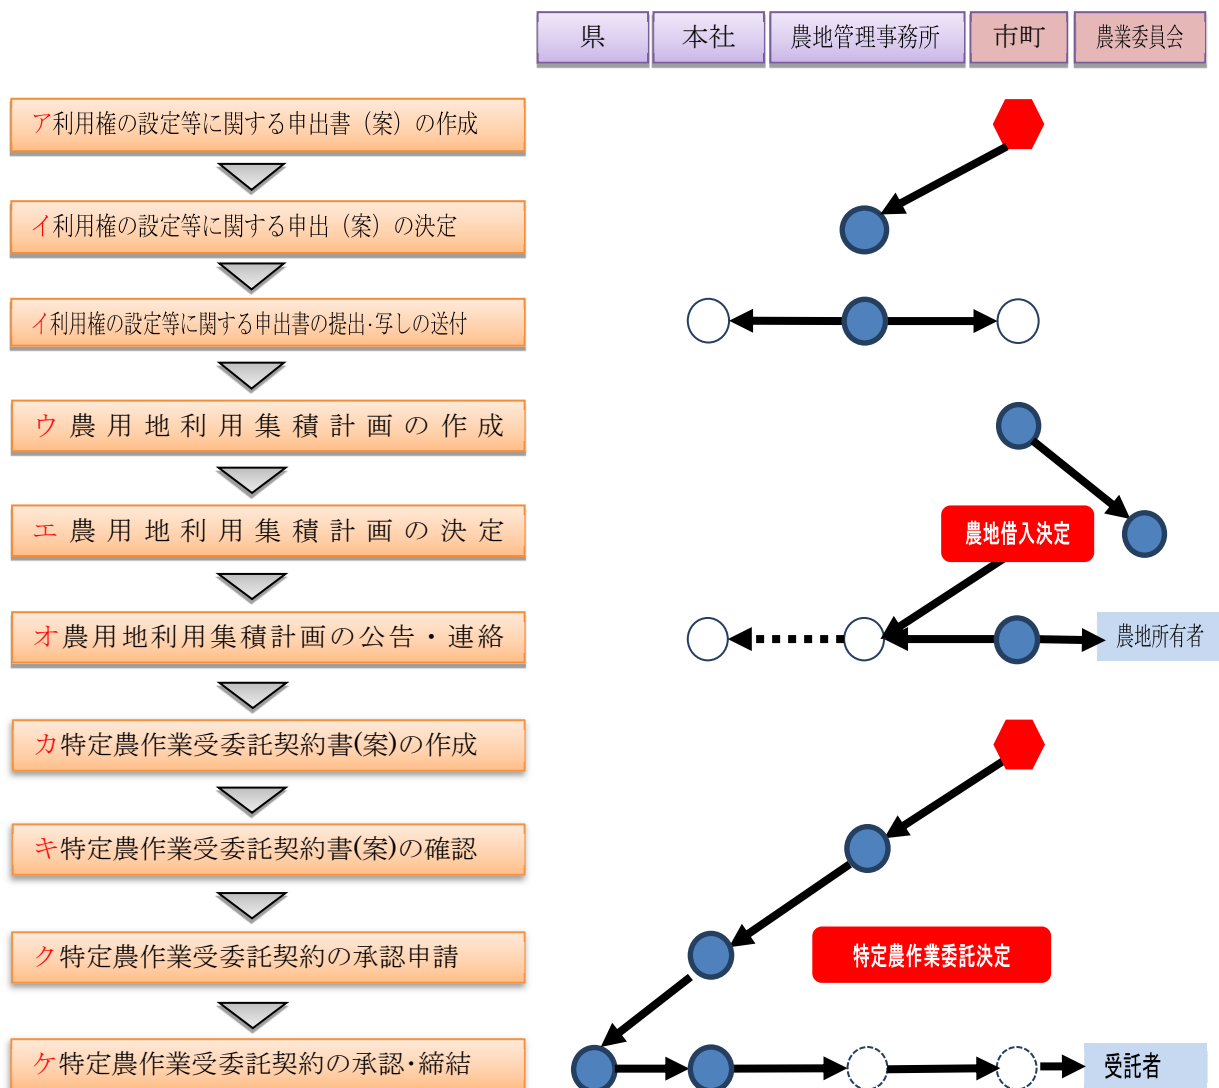 県 本社 農地管理事務所 市町 農業委員会
ア利用権の設定等に関する申出書（案）の作成
イ利用権の設定等に関する申出（案）の決定
イ利用権の設定等に関する申出書の提出・写しの送付
ウ農用地利用集積計画の作成
エ農用地利用集積計画の決定
農地借入決定
オ農用地利用集積計画の公告・連絡
農地所有者
カ特定農作業受委託契約書(案)の作成
キ特定農作業受委託契約書(案)の確認
ク特定農作業受委託契約の承認申請
特定農作業委託決定
ケ特定農作業受委託契約の承認・締結
受託者